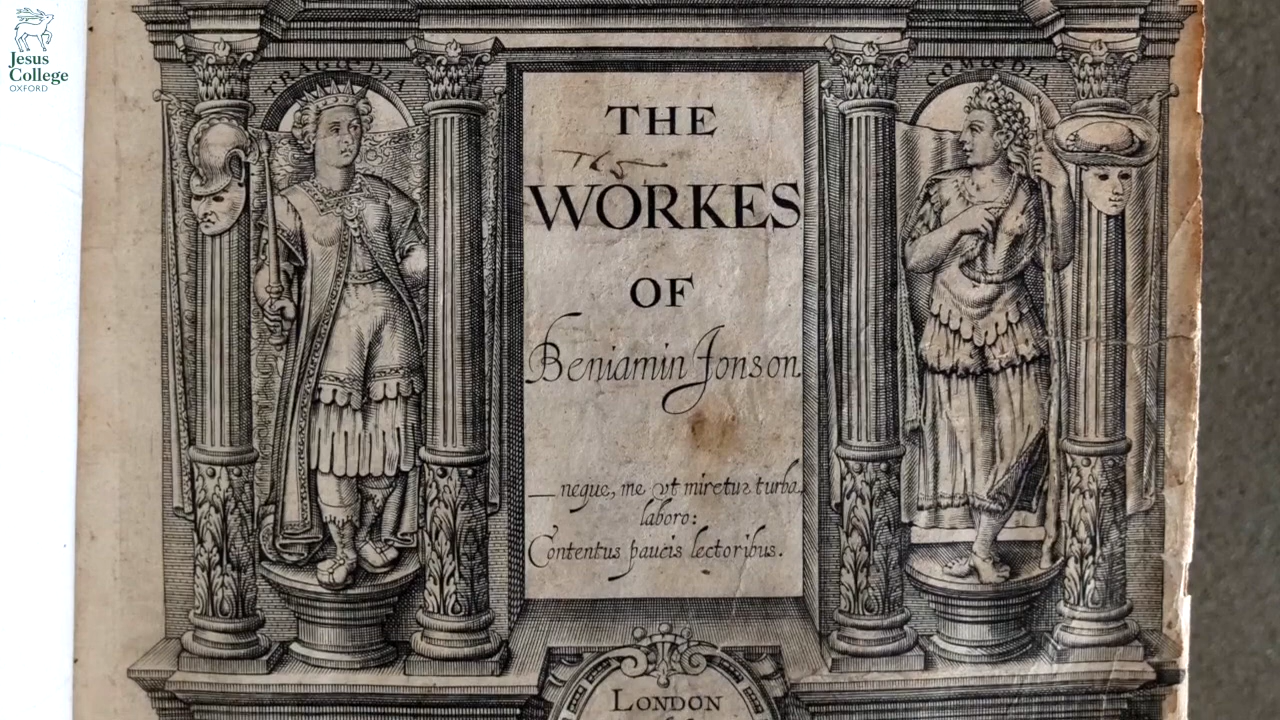 Jesus
College
OXFORD
TRAGŒDIA
COMŒDIA
THE
WORKES
OF
Beniamin Jonson
— neque, me vt miretur turba,
laboro:
Contentus paucis lectoribus.
LONDON